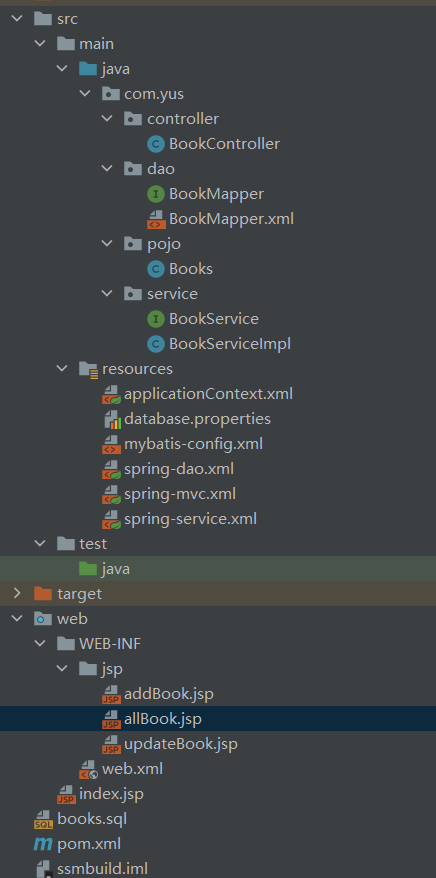 src
main
java
com.yus
controller
C BookController
dao
I BookMapper
BookMapper.xml
pojo
C Books
service
I BookService
C BookServiceImpl
resources
applicationContext.xml
database.properties
mybatis-config.xml
spring-dao.xml
spring-mvc.xml
spring-service.xml
test
java
target
web
WEB-INF
jsp
JSP addBook.jsp
JSP allBook.jsp
JSP updateBook.jsp
web.xml
JSP index.jsp
SQL books.sql
m pom.xml
ssmbuild.iml